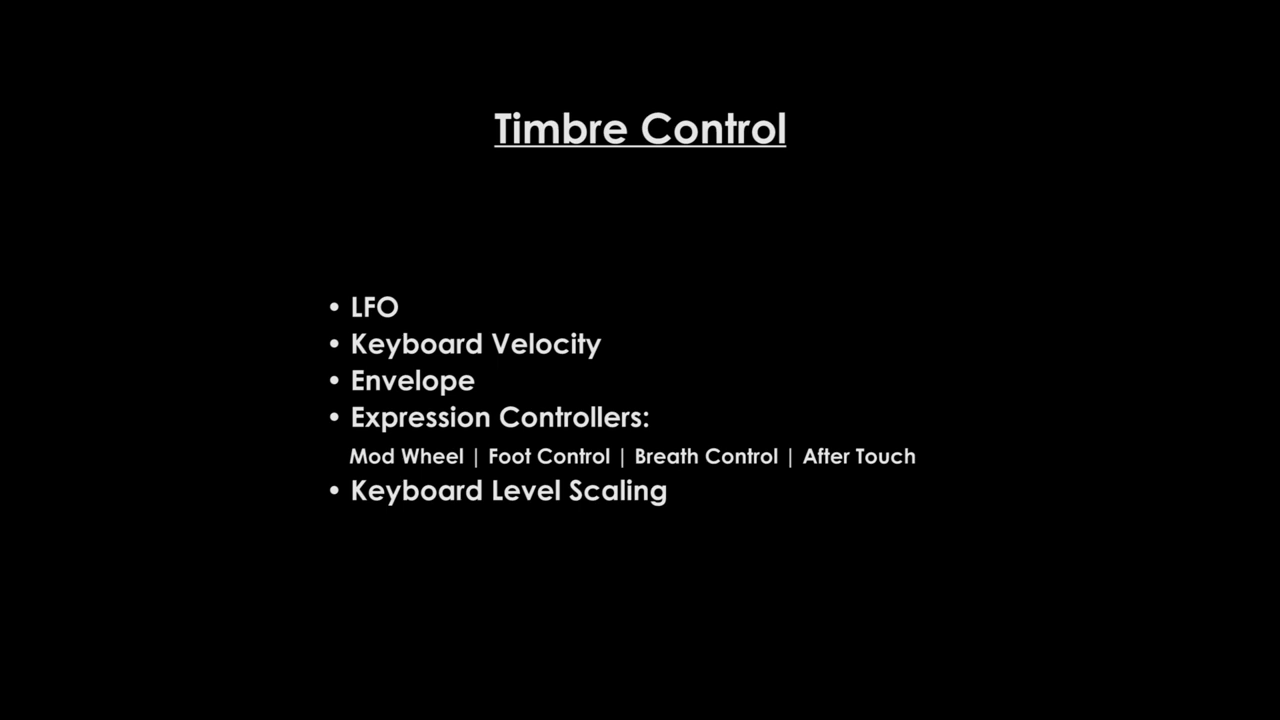 Timbre Control
• LFO
• Keyboard Velocity
• Envelope
• Expression Controllers:
Mod Wheel | Foot Control | Breath Control | After Touch
• Keyboard Level Scaling